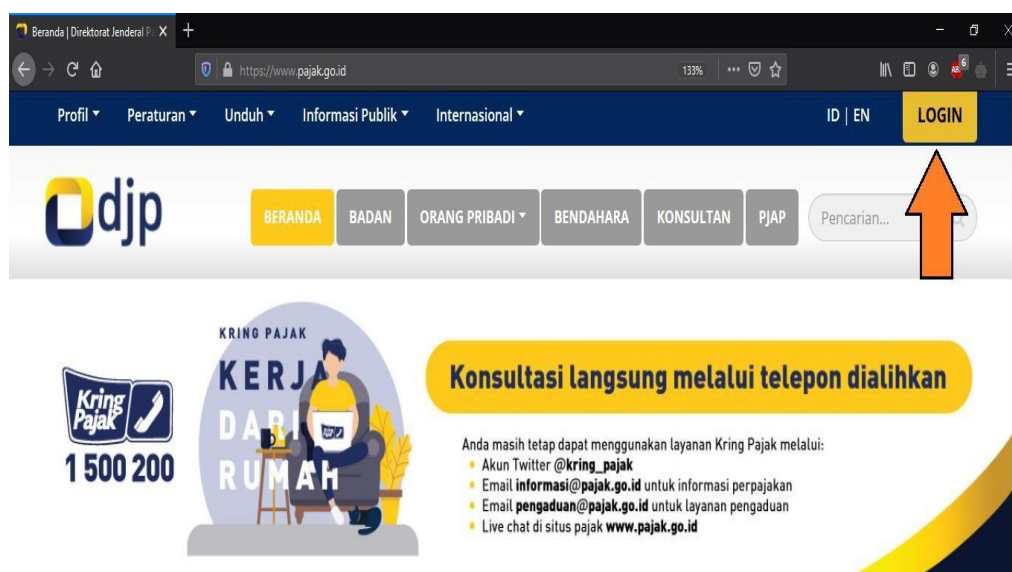 Beranda | Direktorat Jenderal P
https://www.pajak.go.id
133%
6
Profil Peraturan Unduh Informasi Publik Internasional ID | EN LOGIN
djp
BERANDA BADAN ORANG PRIBADI BENDAHARA KONSULTAN PJAP Pencarian...
Kring
Pajak
1 500 200
KRING PAJAK
KERJA
DARI
RUMAH
Konsultasi langsung melalui telepon dialihkan
Anda masih tetap dapat menggunakan layanan Kring Pajak melalui:
Akun Twitter @kring_pajak
Email informasi@pajak.go.id untuk informasi perpajakan
Email pengaduan@pajak.go.id untuk layanan pengaduan
Live chat di situs pajak www.pajak.go.id